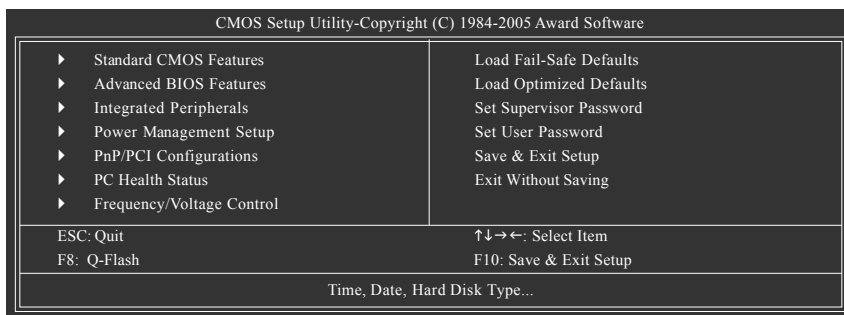 CMOS Setup Utility-Copyright (C) 1984-2005 Award Software
▶ Standard CMOS Features
▶ Advanced BIOS Features
▶ Integrated Peripherals
▶ Power Management Setup
▶ PnP/PCI Configurations
▶ PC Health Status
▶ Frequency/Voltage Control
Load Fail-Safe Defaults
Load Optimized Defaults
Set Supervisor Password
Set User Password
Save & Exit Setup
Exit Without Saving
ESC: Quit
↑↓→←: Select Item
F8: Q-Flash
F10: Save & Exit Setup
Time, Date, Hard Disk Type...